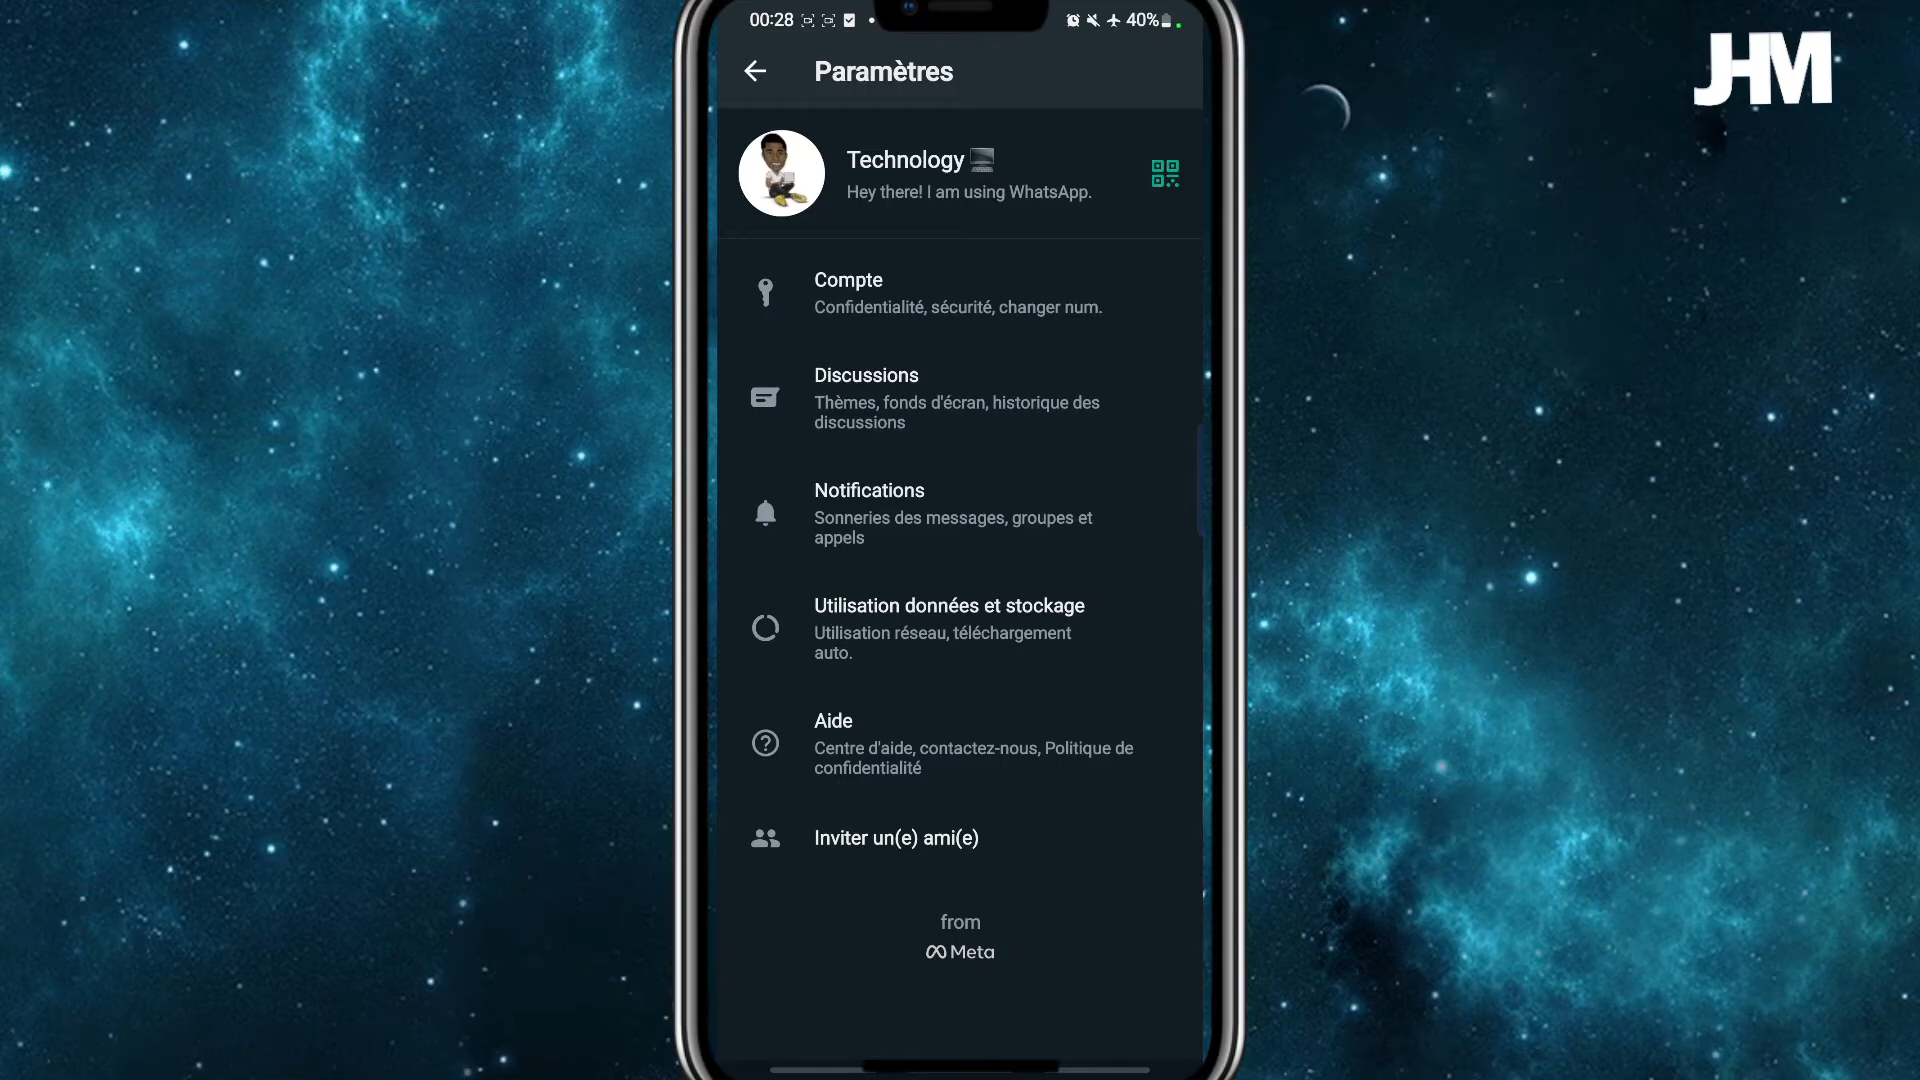 00:28
40%
JHM
Paramètres
Technology
Hey there! I am using WhatsApp.
Compte
Confidentialité, sécurité, changer num.
Discussions
Thèmes, fonds d'écran, historique des
discussions
Notifications
Sonneries des messages, groupes et
appels
Utilisation données et stockage
Utilisation réseau, téléchargement
auto.
Aide
Centre d'aide, contactez-nous, Politique de
confidentialité
Inviter un(e) ami(e)
from
Meta